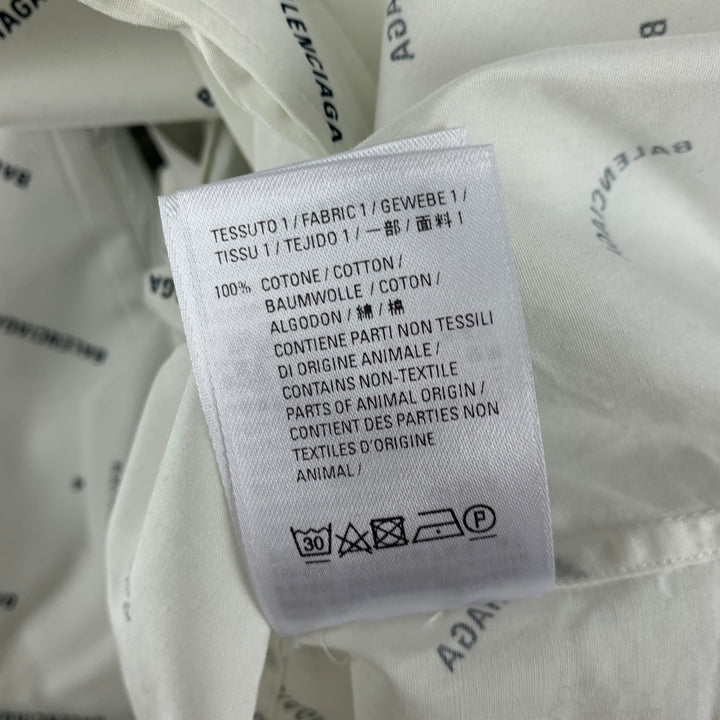 BALENCIAGA
AGA
BALENCIAGA
BALENCIAGA
TESSUTO 1 / FABRIC 1 / GEWEBE 1 /
TISSU 1 / TEJIDO 1 / 一部 / 面料 1
100% COTONE / COTTON /
BAUMWOLLE / COTON /
ALGODON / 綿 / 棉
CONTIENE PARTI NON TESSILI
DI ORIGINE ANIMALE /
CONTAINS NON-TEXTILE
PARTS OF ANIMAL ORIGIN /
CONTIENT DES PARTIES NON
TEXTILES D'ORIGINE
ANIMAL /
30 P